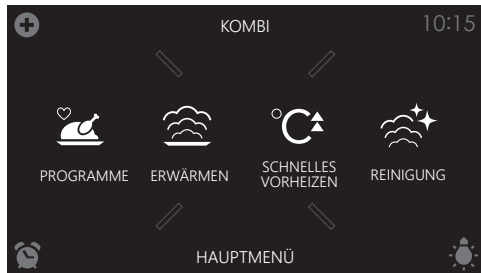 KOMBI
10:15
°C
PROGRAMME
ERWÄRMEN
SCHNELLES
VORHEIZEN
REINIGUNG
HAUPTMENÜ